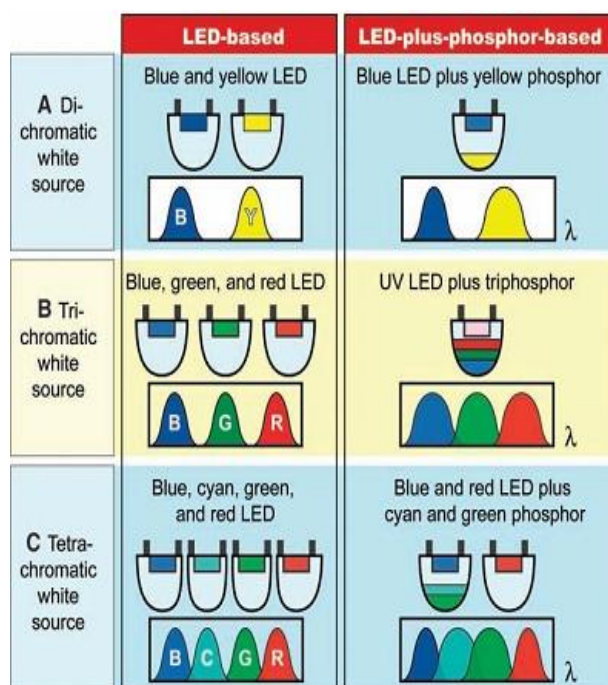 LED-based
LED-plus-phosphor-based
A Di-
chromatic
white
source
Blue and yellow LED
B
Y
Blue LED plus yellow phosphor
λ
B Tri-
chromatic
white
source
Blue, green, and red LED
B
G
R
UV LED plus triphosphor
λ
C Tetra-
chromatic
white
source
Blue, cyan, green,
and red LED
B
C
G
R
Blue and red LED plus
cyan and green phosphor
λ